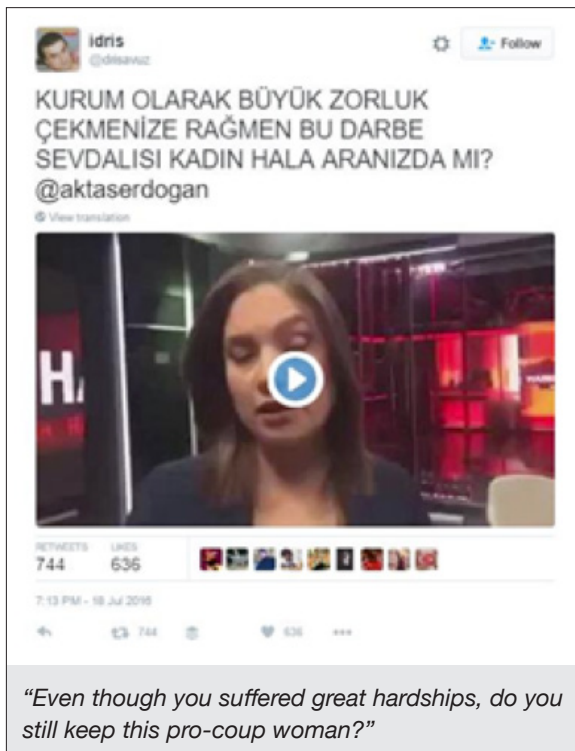 idris
@drisavuz
Follow
KURUM OLARAK BÜYÜK ZORLUK
ÇEKMENİZE RAĞMEN BU DARBE
SEVDALISI KADIN HALA ARANIZDA MI?
@aktaserdogan
View translation
H
RETWEETS LIKES
744 636
7:13 PM - 18 Jul 2016
744 636
“Even though you suffered great hardships, do you
still keep this pro-coup woman?”